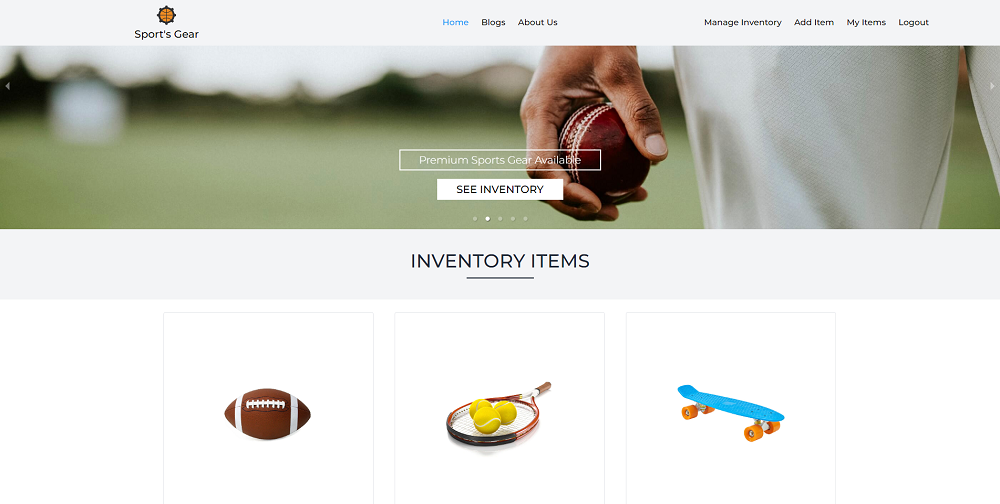 Sport's Gear
Home Blogs About Us
Manage Inventory Add Item My Items Logout
Premium Sports Gear Available
SEE INVENTORY
INVENTORY ITEMS